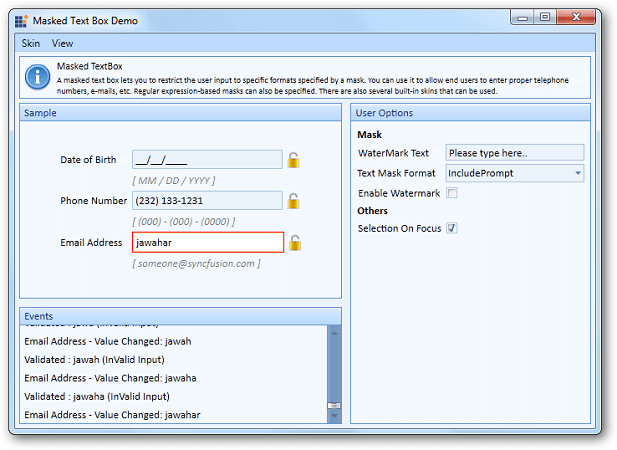 Masked Text Box Demo
Skin View
Masked TextBox
A masked text box lets you to restrict the user input to specific formats specified by a mask. You can use it to allow end users to enter proper telephone
numbers, e-mails, etc. Regular expression-based masks can also be specified. There are also several built-in skins that can be used.
Sample
Date of Birth __/__/____
[ MM / DD / YYYY ]
Phone Number (232) 133-1231
[ (000) - (000) - (0000) ]
Email Address jawahar
[ someone@syncfusion.com ]
Events
Validated : jawa (InValid Input)
Email Address - Value Changed: jawah
Validated : jawah (InValid Input)
Email Address - Value Changed: jawaha
Validated : jawaha (InValid Input)
Email Address - Value Changed: jawahar
User Options
Mask
WaterMark Text Please type here..
Text Mask Format IncludePrompt
Enable Watermark
Others
Selection On Focus